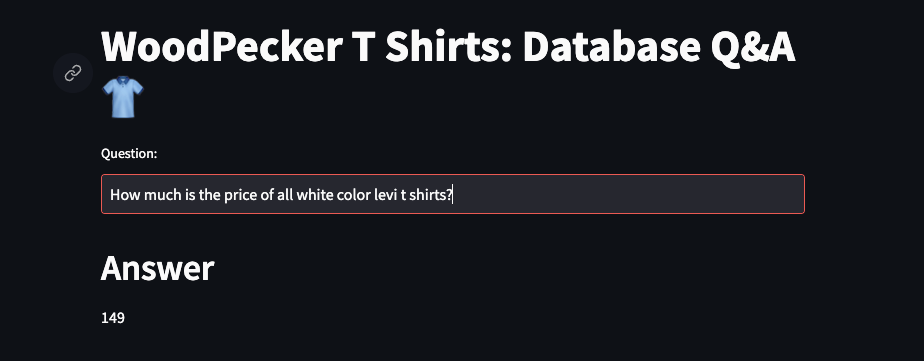 WoodPecker T Shirts: Database Q&A
Question:
How much is the price of all white color levi t shirts?
Answer
149